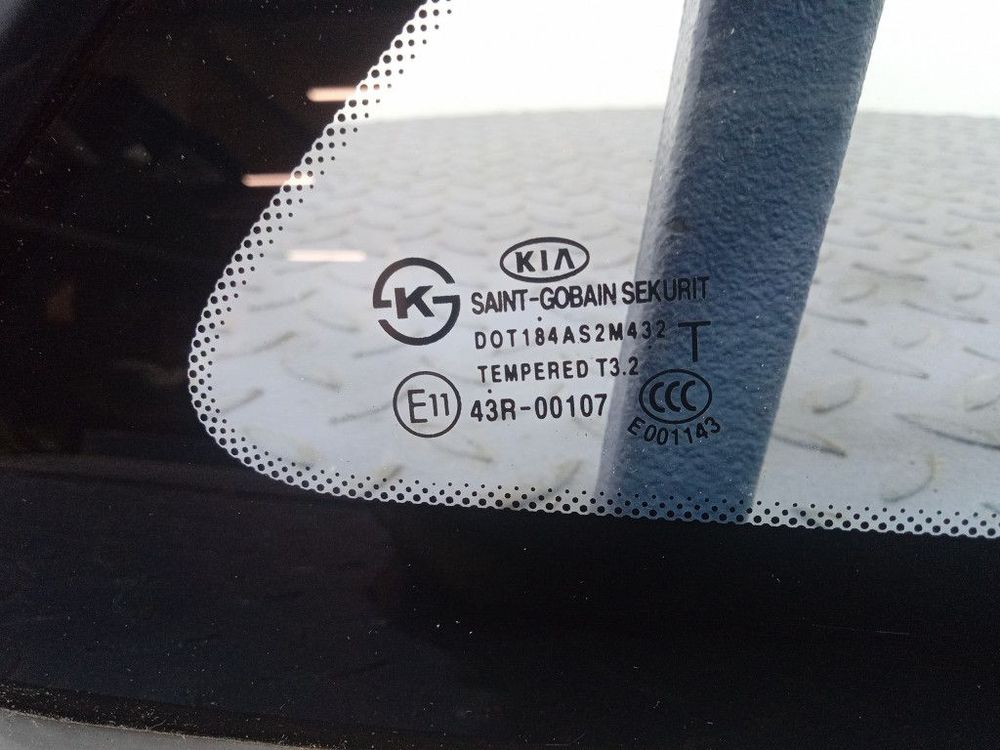 KIA
K SAINT-GOBAIN SEKURIT
DOT184AS2M432 T
TEMPERED T3.2
E11 43R-00107 CCC
E001143